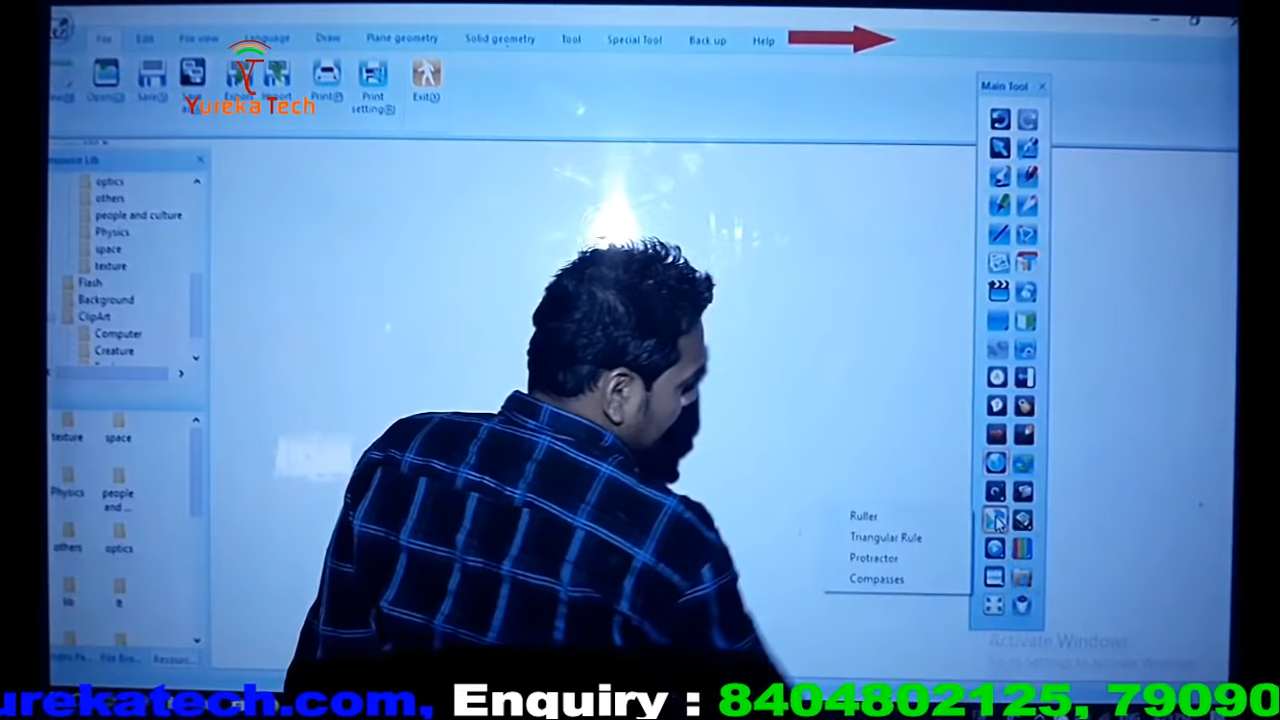 File Edit File view Language Draw Plane geometry Solid geometry Tool Special Tool Back up Help
Open(O) Save(S) Save Export Import Print(P) Print setting(R) Exit(X)
Yureka Tech
Main Tool
optics
others
people and culture
Physics
space
texture
Flash
Background
ClipArt
Computer
Creature
texture space
Physics people and ...
others optics
lib
Ruller
Triangular Rule
Protractor
Compasses
Activate Windows
urekatech.com, Enquiry : 8404802125, 79090